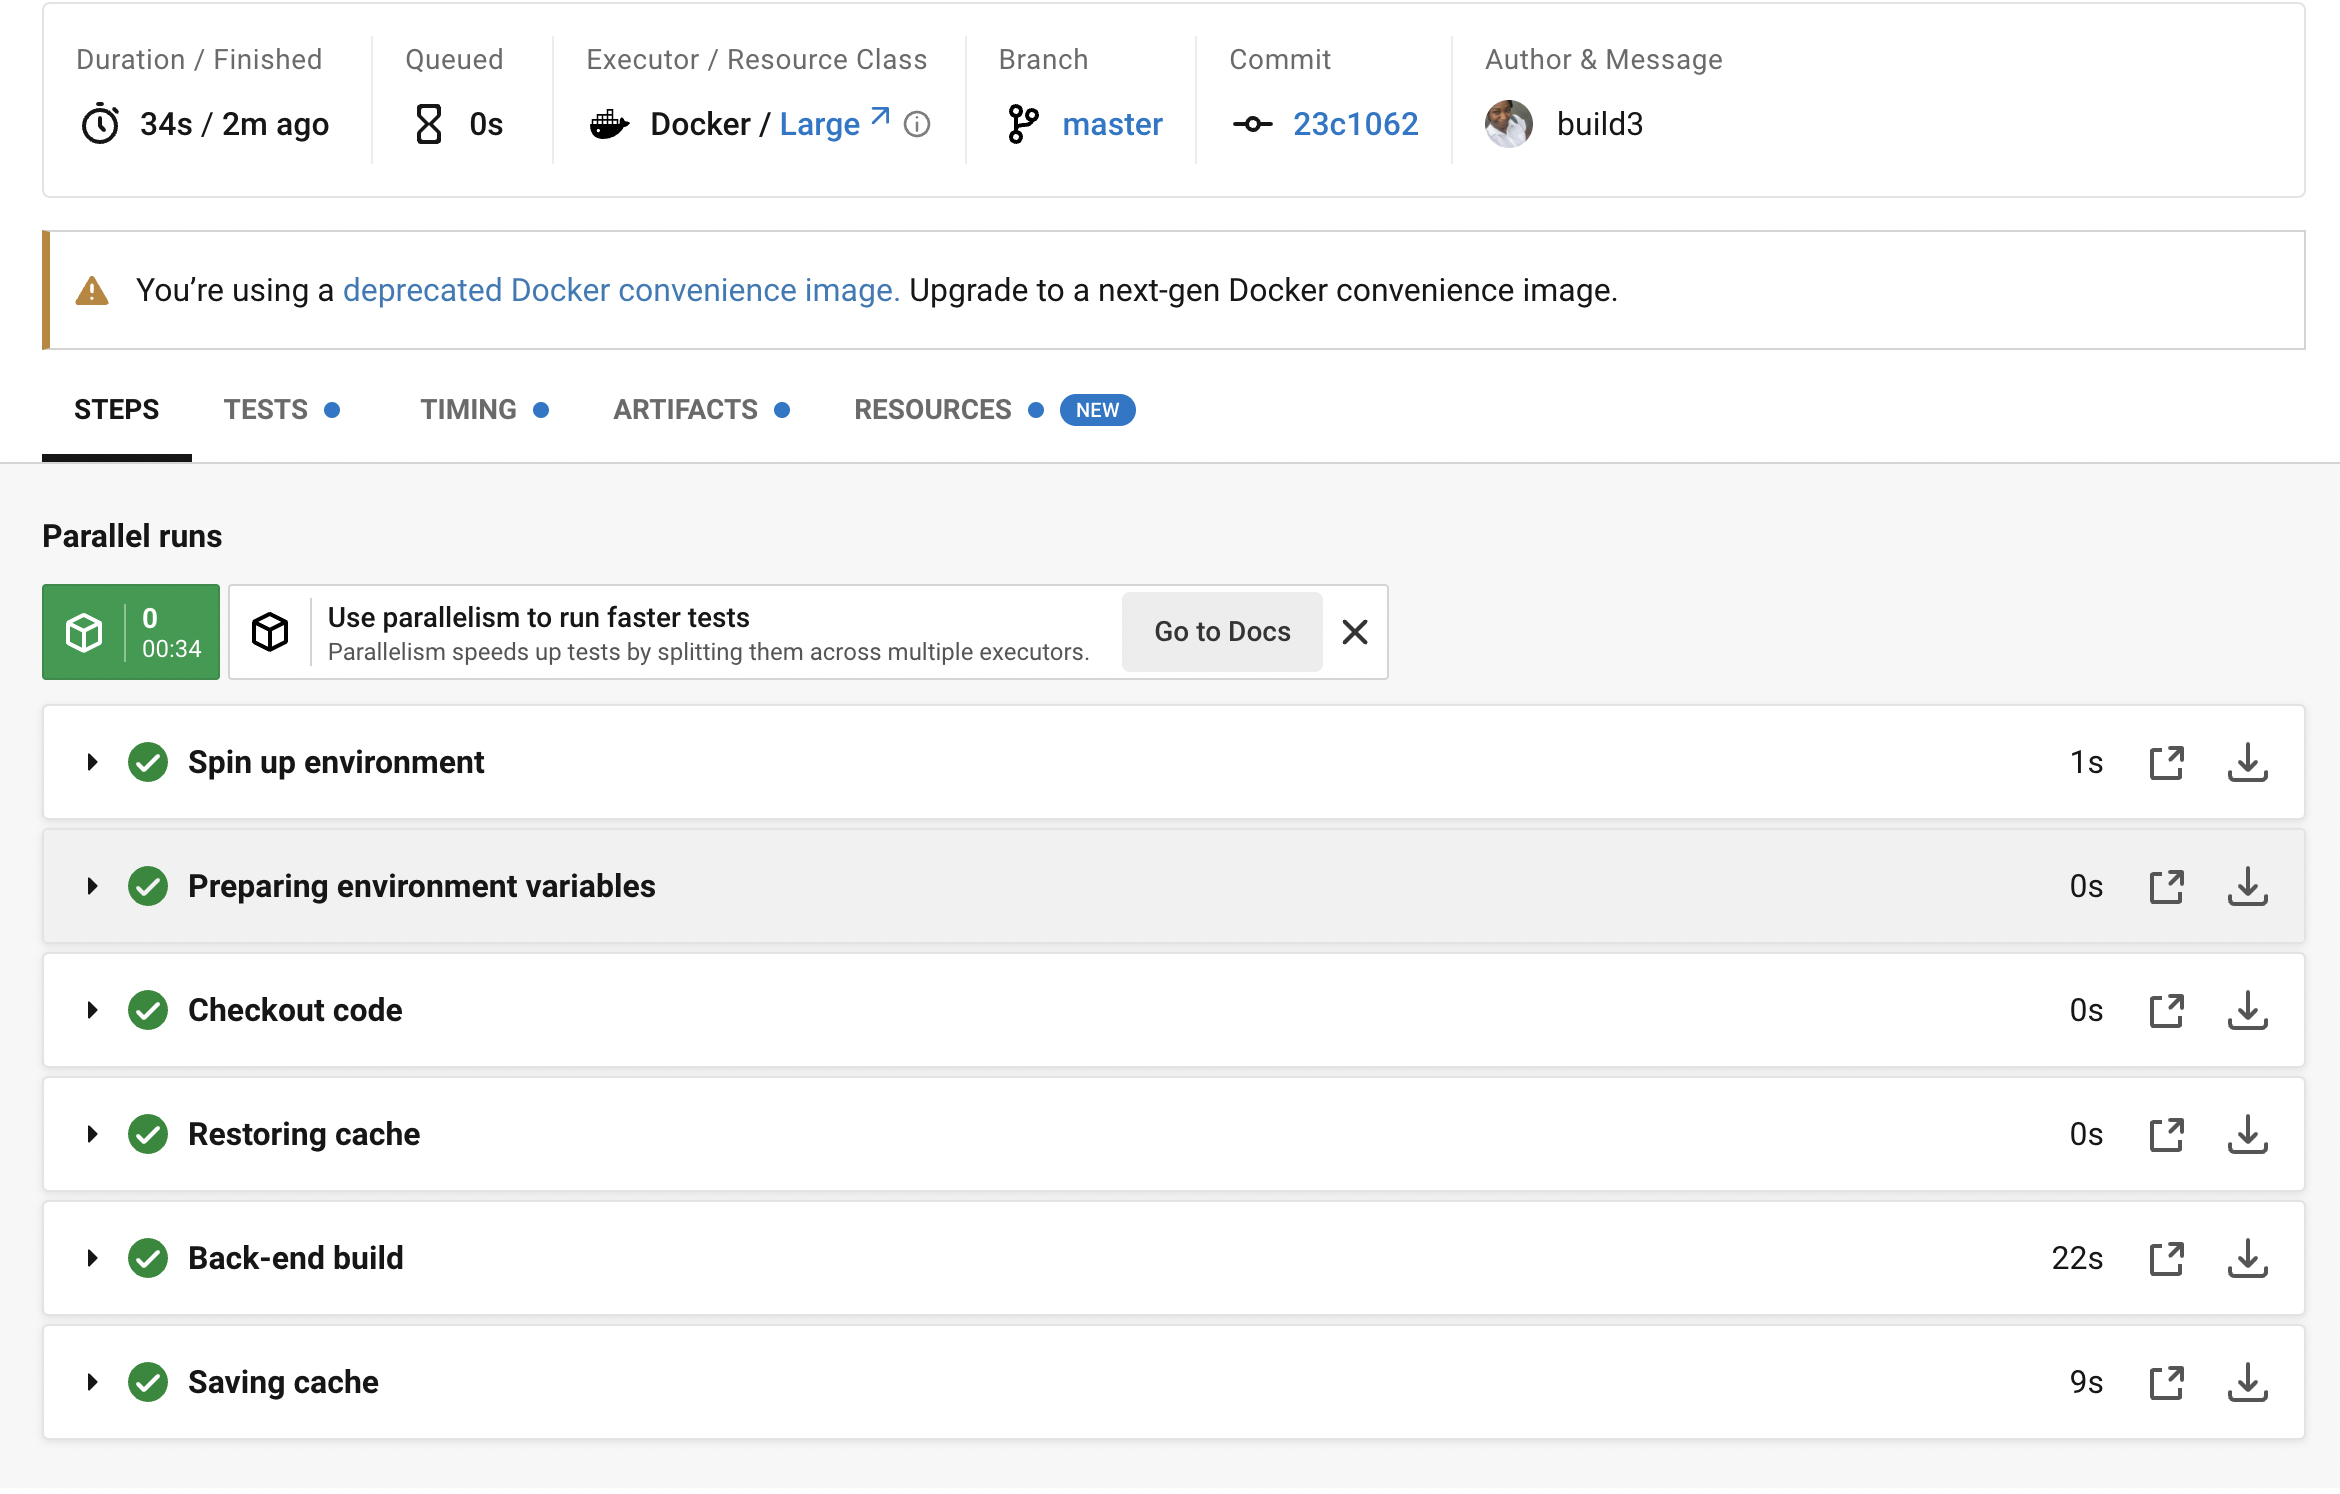 Duration / Finished
34s / 2m ago
Queued
0s
Executor / Resource Class
Docker / Large
Branch
master
Commit
23c1062
Author & Message
build3
You’re using a deprecated Docker convenience image. Upgrade to a next-gen Docker convenience image.
STEPS
TESTS
TIMING
ARTIFACTS
RESOURCES
NEW
Parallel runs
0
00:34
Use parallelism to run faster tests
Parallelism speeds up tests by splitting them across multiple executors.
Go to Docs
Spin up environment 1s
Preparing environment variables 0s
Checkout code 0s
Restoring cache 0s
Back-end build 22s
Saving cache 9s